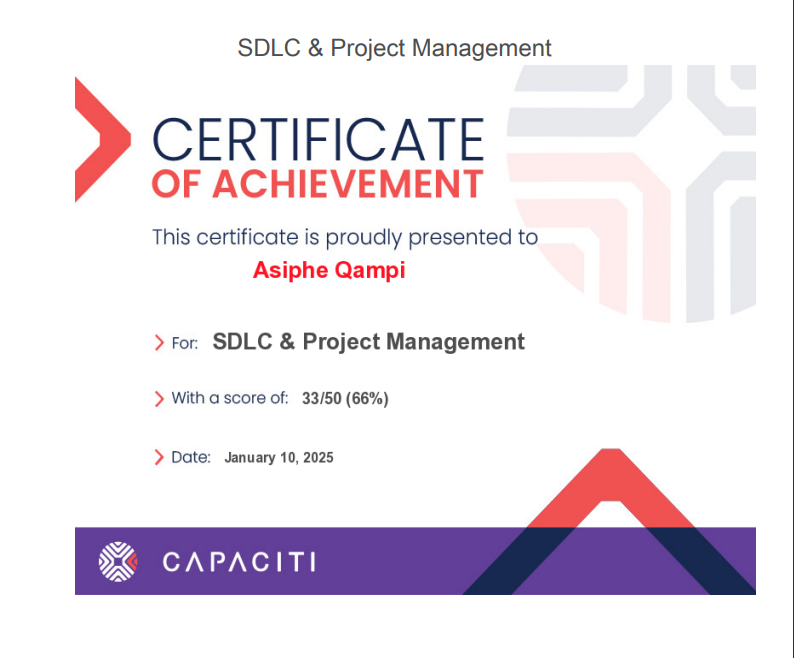 SDLC & Project Management
CERTIFICATE
OF ACHIEVEMENT
This certificate is proudly presented to
Asiphe Qampi
For: SDLC & Project Management
With a score of: 33/50 (66%)
Date: January 10, 2025
CAPACITI